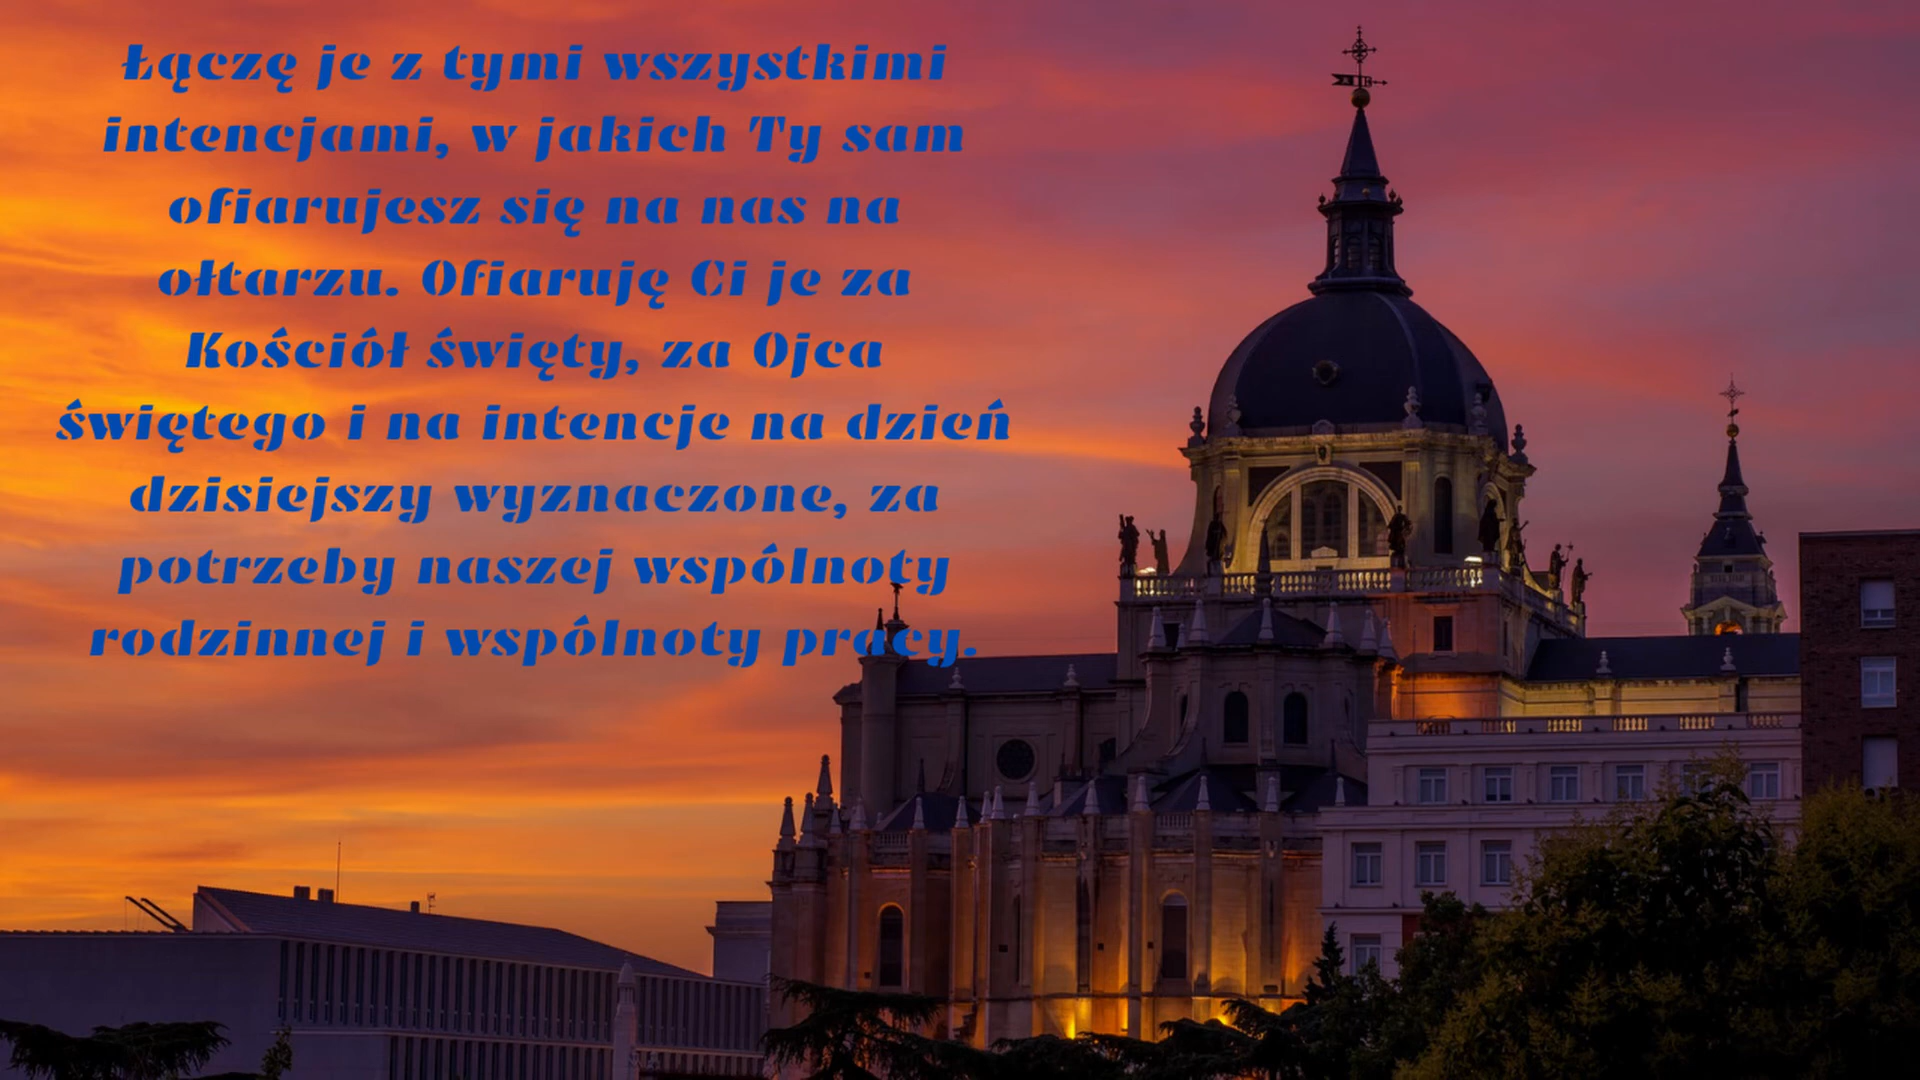 Łączę je z tymi wszystkimi
intencjami, w jakich Ty sam
ofiarujesz się na nas na
ołtarzu. Ofiaruję Ci je za
Kościół święty, za Ojca
świętego i na intencje na dzień
dzisiejszy wyznaczone, za
potrzeby naszej wspólnoty
rodzinnej i wspólnoty pracy.